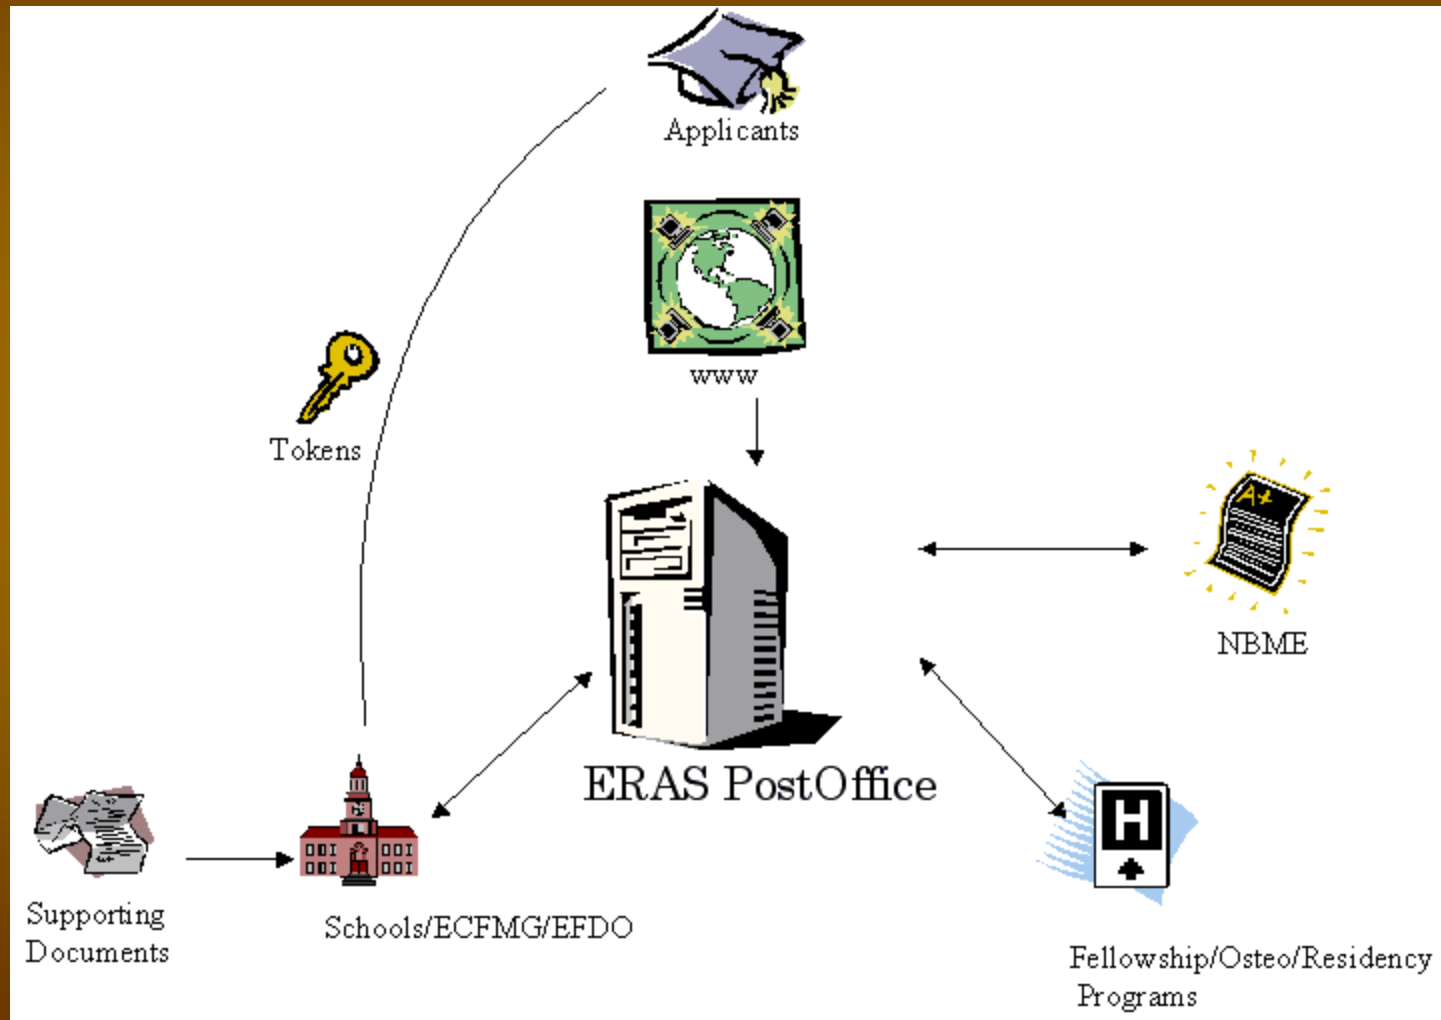 Applicants
www
Tokens
A+
NBME
ERAS PostOffice
H
Supporting
Documents
Schools/ECFMG/EFDO
Fellowship/Osteo/Residency
Programs